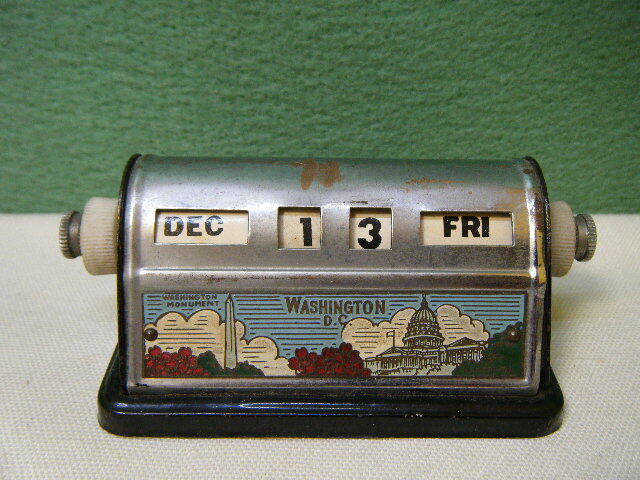 DEC 1 3 FRI
WASHINGTON MONUMENT
WASHINGTON
D.C.